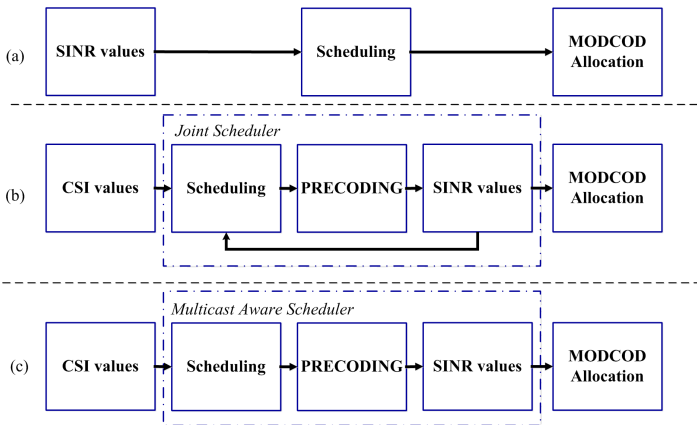 (a)
SINR values
Scheduling
MODCOD
Allocation
Joint Scheduler
(b)
CSI values
Scheduling
PRECODING
SINR values
MODCOD
Allocation
Multicast Aware Scheduler
(c)
CSI values
Scheduling
PRECODING
SINR values
MODCOD
Allocation